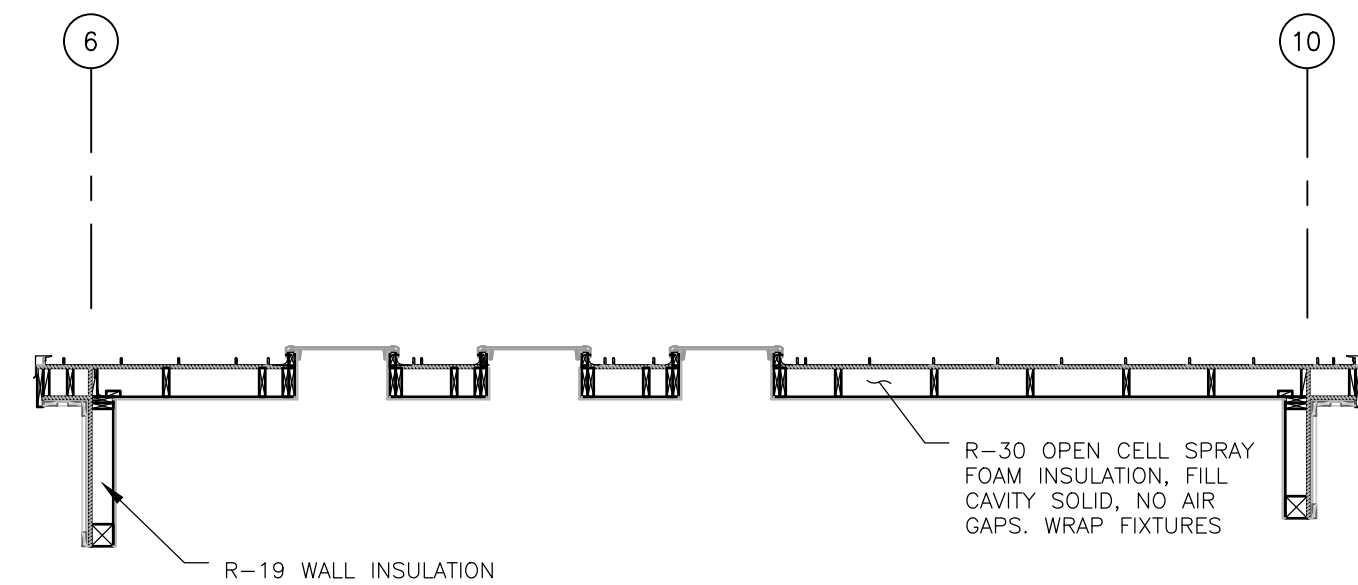 6
10
R-30 OPEN CELL SPRAY
FOAM INSULATION, FILL
CAVITY SOLID, NO AIR
GAPS. WRAP FIXTURES
R-19 WALL INSULATION